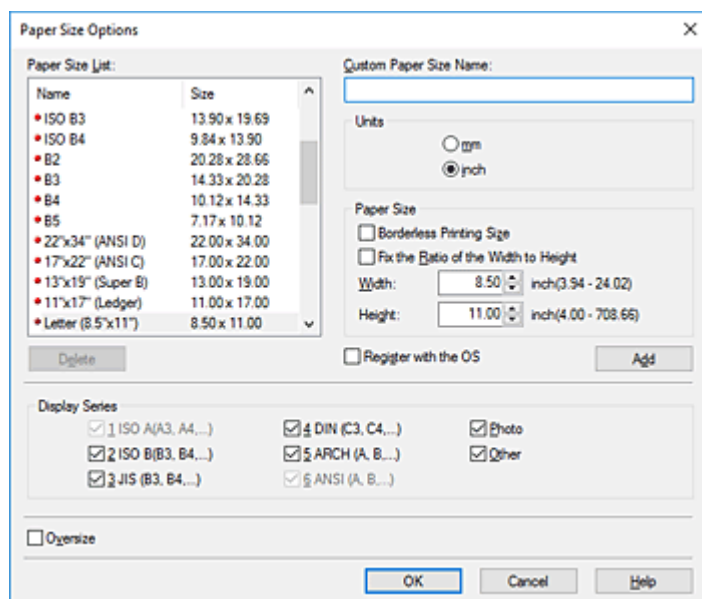 Paper Size Options
Paper Size List:
Name Size
ISO B3 13.90 x 19.69
ISO B4 9.84 x 13.90
B2 20.28 x 28.66
B3 14.33 x 20.28
B4 10.12 x 14.33
B5 7.17 x 10.12
22"x34" (ANSI D) 22.00 x 34.00
17"x22" (ANSI C) 17.00 x 22.00
13"x19" (Super B) 13.00 x 19.00
11"x17" (Ledger) 11.00 x 17.00
Letter (8.5"x11") 8.50 x 11.00
Delete
Custom Paper Size Name:
Units
mm
inch
Paper Size
Borderless Printing Size
Fix the Ratio of the Width to Height
Width: 8.50 inch(3.94 - 24.02)
Height: 11.00 inch(4.00 - 708.66)
Register with the OS
Add
Display Series
1 ISO A(A3, A4,...) 4 DIN (C3, C4,...) Photo
2 ISO B(B3, B4,...) 5 ARCH (A, B,...) Other
3 JIS (B3, B4,...) 6 ANSI (A, B,...)
Oversize
OK Cancel Help